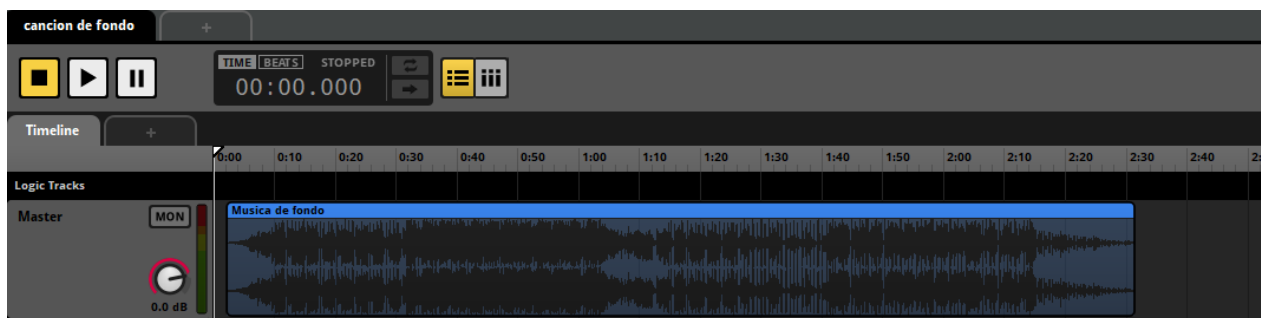 cancion de fondo +
TIME BEATS STOPPED
00:00.000
Timeline +
0:00 0:10 0:20 0:30 0:40 0:50 1:00 1:10 1:20 1:30 1:40 1:50 2:00 2:10 2:20 2:30 2:40 2:
Logic Tracks
Master MON
Musica de fondo
0.0 dB